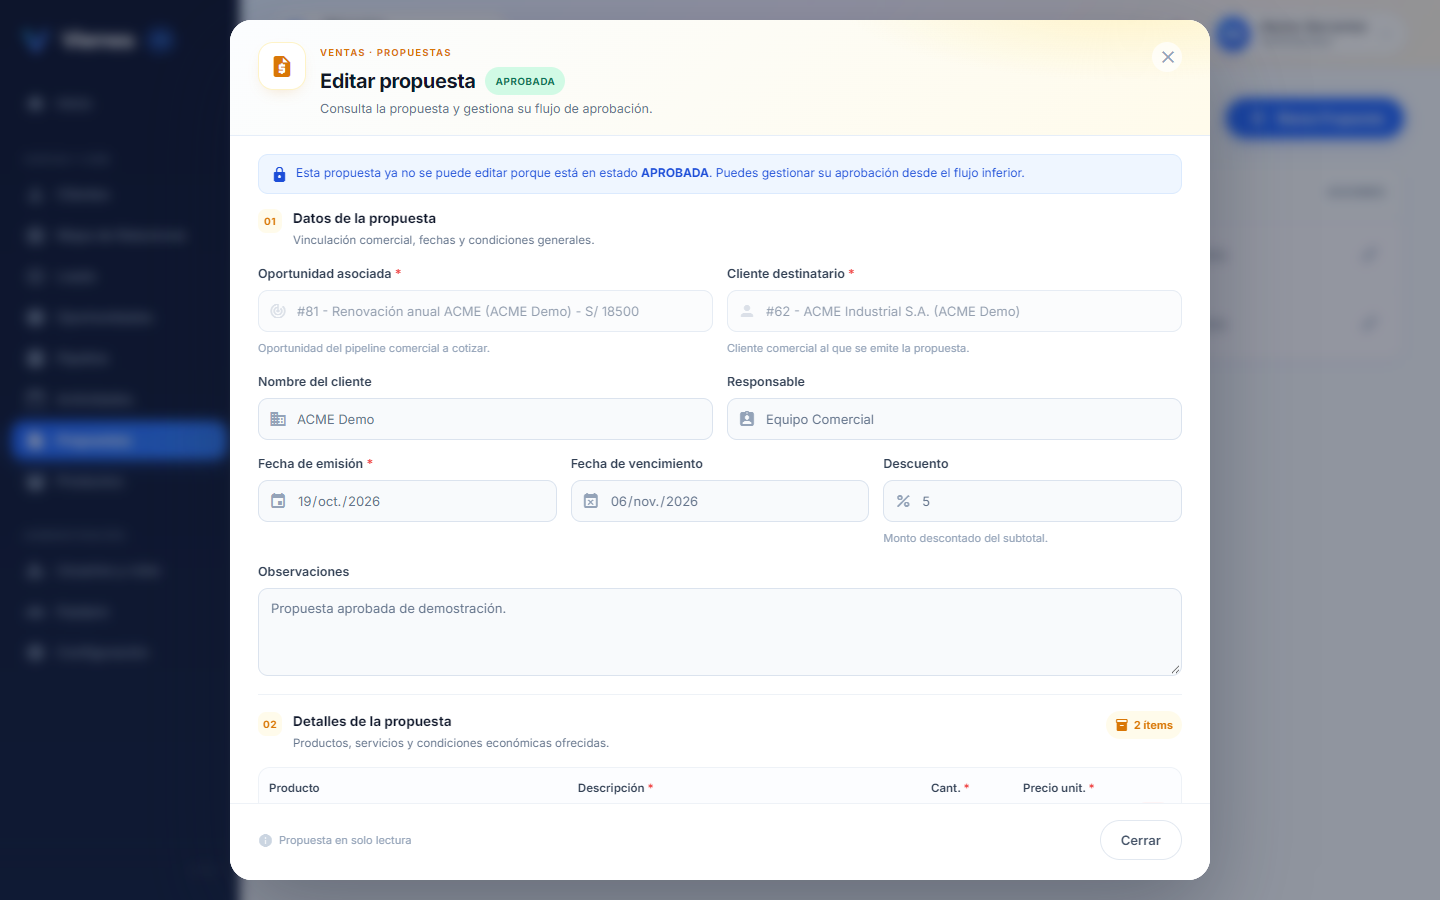 VENTAS · PROPUESTAS
Editar propuesta APROBADA
Consulta la propuesta y gestiona su flujo de aprobación.
Esta propuesta ya no se puede editar porque está en estado APROBADA. Puedes gestionar su aprobación desde el flujo inferior.
01 Datos de la propuesta
Vinculación comercial, fechas y condiciones generales.
Oportunidad asociada * Cliente destinatario *
#81 - Renovación anual ACME (ACME Demo) - S/ 18500 #62 - ACME Industrial S.A. (ACME Demo)
Oportunidad del pipeline comercial a cotizar. Cliente comercial al que se emite la propuesta.
Nombre del cliente Responsable
ACME Demo Equipo Comercial
Fecha de emisión * Fecha de vencimiento Descuento
19/oct./2026 06/nov./2026 5
Monto descontado del subtotal.
Observaciones
Propuesta aprobada de demostración.
02 Detalles de la propuesta 2 ítems
Productos, servicios y condiciones económicas ofrecidas.
Producto Descripción * Cant. * Precio unit. *
Propuesta en solo lectura Cerrar